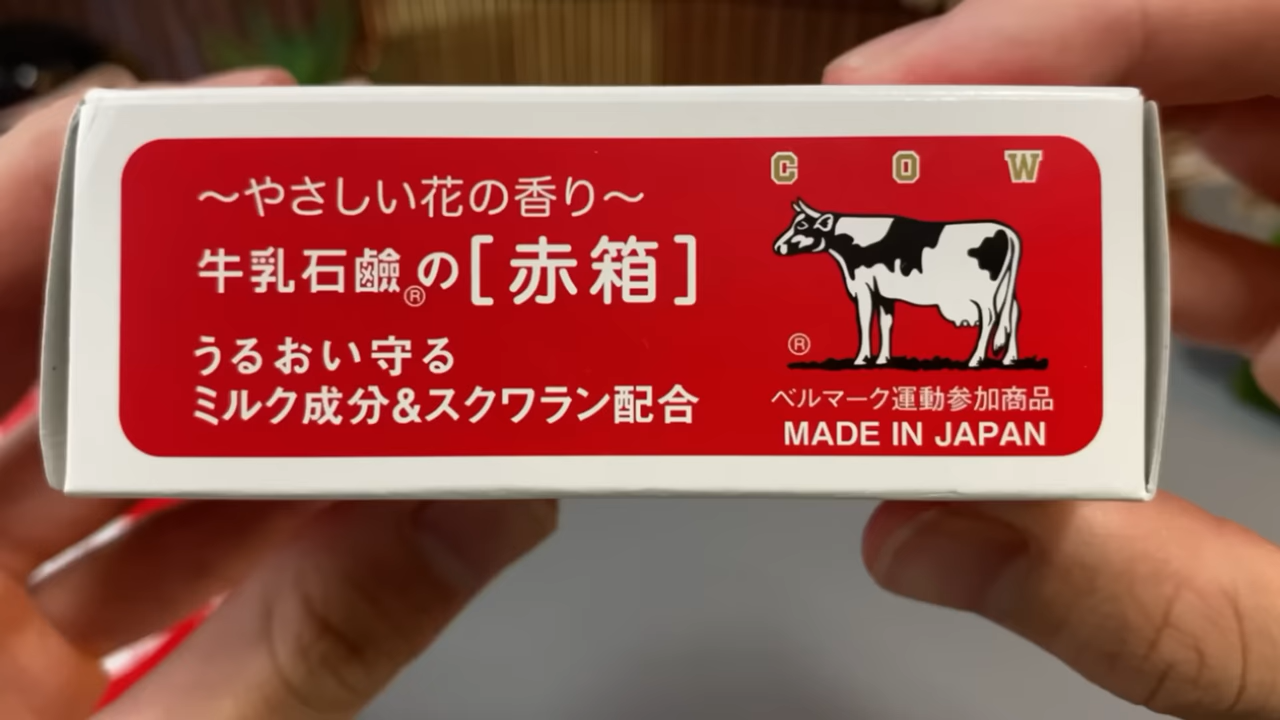 ～やさしい花の香り～
牛乳石鹼®の[赤箱]
うるおい守る
ミルク成分&スクワラン配合
C O W
®
ベルマーク運動参加商品
MADE IN JAPAN